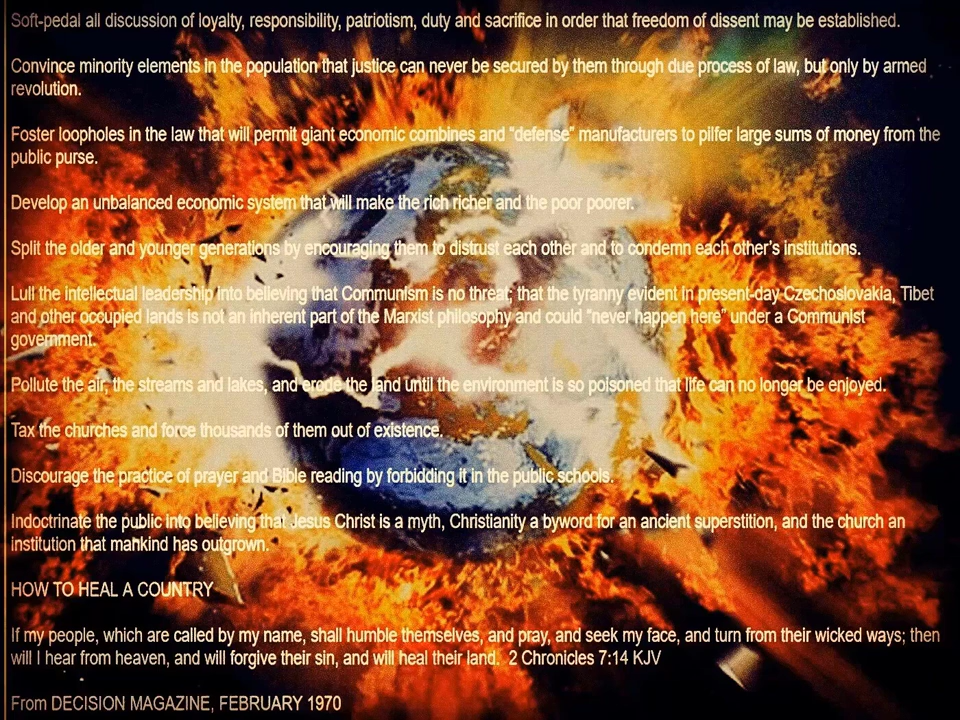 Soft-pedal all discussion of loyalty, responsibility, patriotism, duty and sacrifice in order that freedom of dissent may be established.
Convince minority elements in the population that justice can never be secured by them through due process of law, but only by armed
revolution.
Foster loopholes in the law that will permit giant economic combines and “defense” manufacturers to pilfer large sums of money from the
public purse.
Develop an unbalanced economic system that will make the rich richer and the poor poorer.
Split the older and younger generations by encouraging them to distrust each other and to condemn each other’s institutions.
Lull the intellectual leadership into believing that Communism is no threat; that the tyranny evident in present-day Czechoslovakia, Tibet
and other occupied lands is not an inherent part of the Marxist philosophy and could “never happen here” under a Communist
government.
Pollute the air, the streams and lakes, and erode the land until the environment is so poisoned that life can no longer be enjoyed.
Tax the churches and force thousands of them out of existence.
Discourage the practice of prayer and Bible reading by forbidding it in the public schools.
Indoctrinate the public into believing that Jesus Christ is a myth, Christianity a byword for an ancient superstition, and the church an
institution that mankind has outgrown.
HOW TO HEAL A COUNTRY
If my people, which are called by my name, shall humble themselves, and pray, and seek my face, and turn from their wicked ways; then
will I hear from heaven, and will forgive their sin, and will heal their land.  2 Chronicles 7:14 KJV
From DECISION MAGAZINE, FEBRUARY 1970